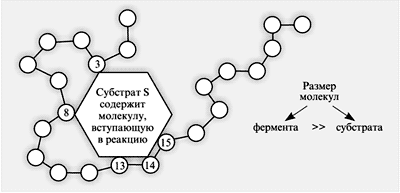 3
Субстрат S
содержит
молекулу,
вступающую
в реакцию
8
15
13
14
Размер
молекул
фермента >> субстрата